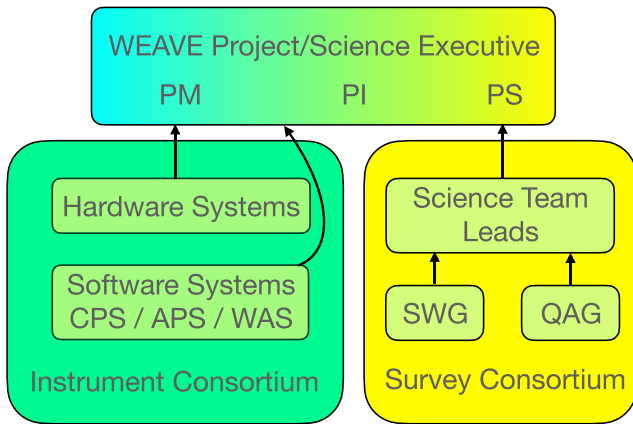 WEAVE Project/Science Executive
PM PI PS
Hardware Systems
Software Systems
CPS / APS / WAS
Instrument Consortium
Science Team
Leads
SWG QAG
Survey Consortium